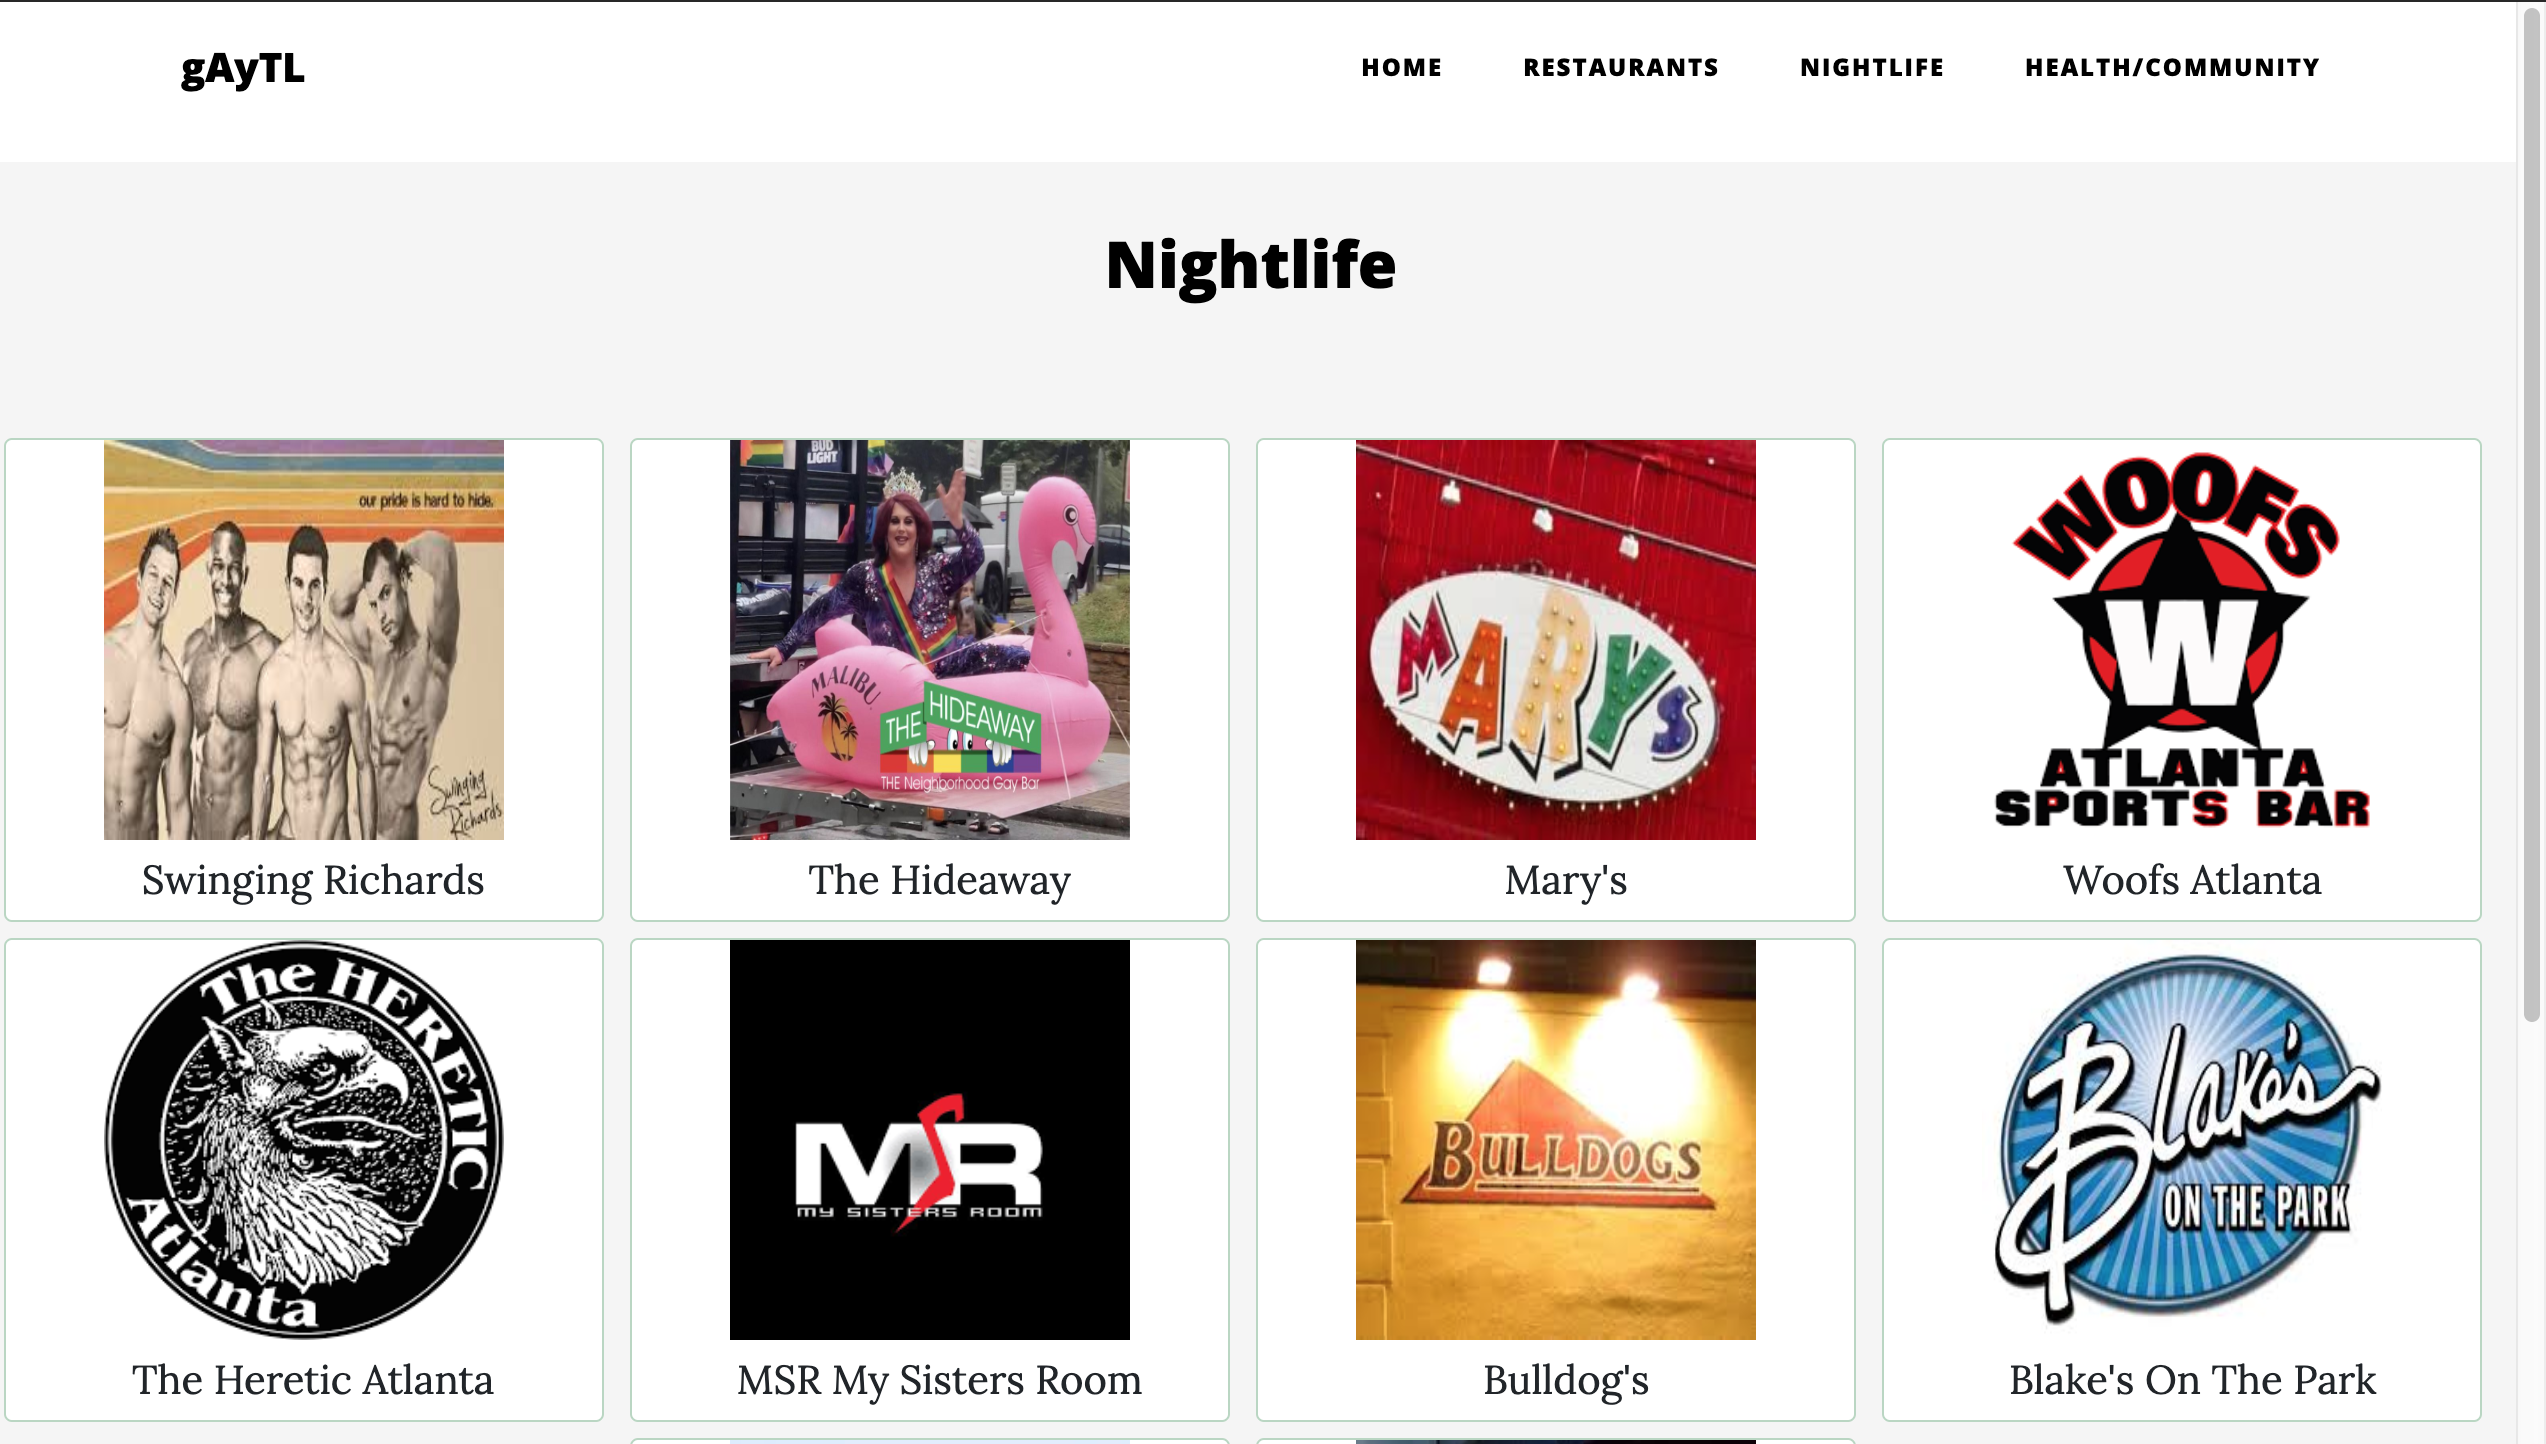 gAyTL
HOME RESTAURANTS NIGHTLIFE HEALTH/COMMUNITY
Nightlife
our pride is hard to hide.
Swinging
Richards
Swinging Richards
BUD
LIGHT
MALIBU
THE HIDEAWAY
THE Neighborhood Gay Bar
The Hideaway
MARYS
Mary's
WOOFS
W
ATLANTA
SPORTS BAR
Woofs Atlanta
The HERETIC
Atlanta
The Heretic Atlanta
MSR
MY SISTERS ROOM
MSR My Sisters Room
BULLDOGS
Bulldog's
Blake's
ON THE PARK
Blake's On The Park